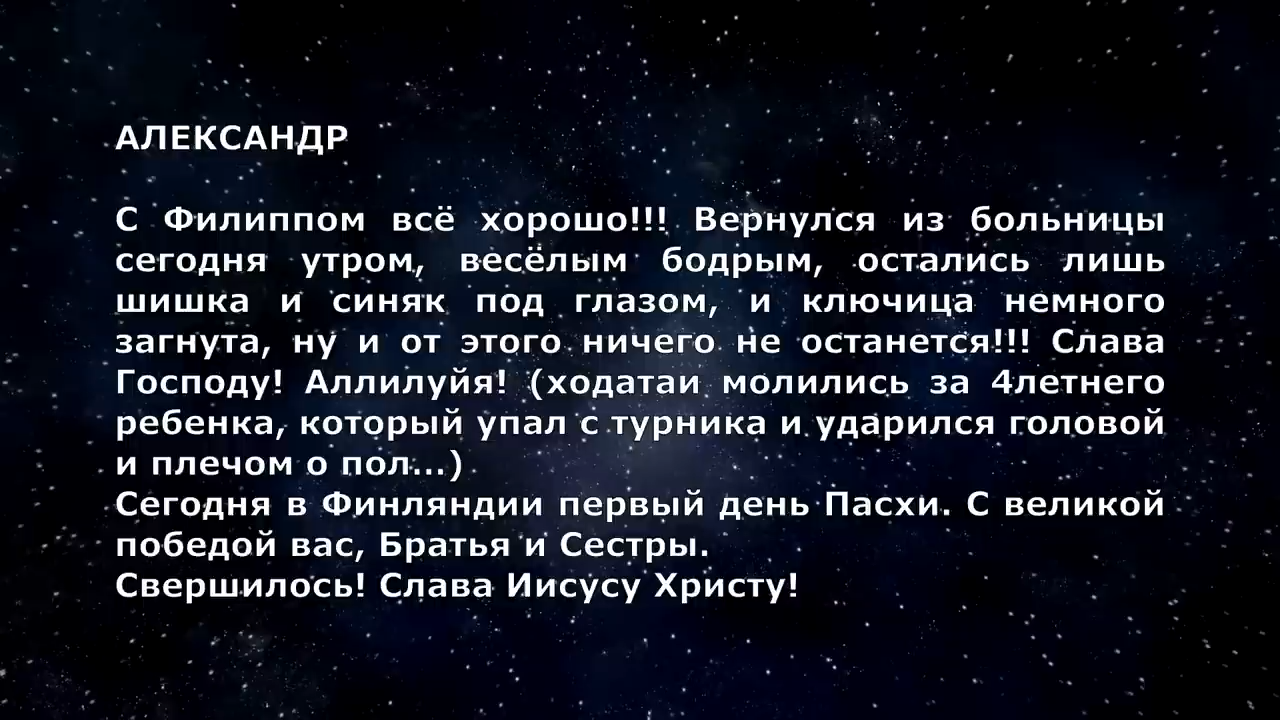 АЛЕКСАНДР
С Филиппом всё хорошо!!! Вернулся из больницы
сегодня утром, весёлым бодрым, остались лишь
шишка и синяк под глазом, и ключица немного
загнута, ну и от этого ничего не останется!!! Слава
Господу! Аллилуйя! (ходатаи молились за 4летнего
ребенка, который упал с турника и ударился головой
и плечом о пол...)
Сегодня в Финляндии первый день Пасхи. С великой
победой вас, Братья и Сестры.
Свершилось! Слава Иисусу Христу!